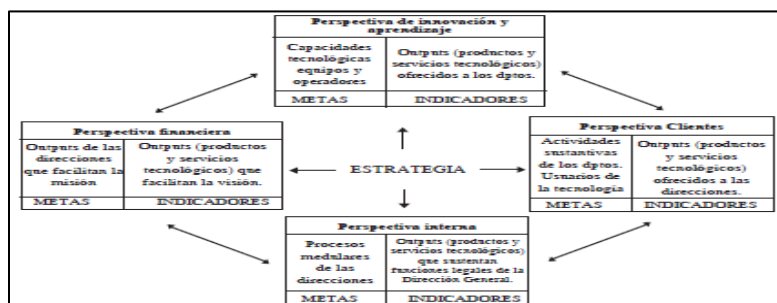 Perspectiva de innovación y
aprendizaje
Capacidades
tecnológicas
equipos y
operadores
Outputs (productos y
servicios tecnológicos)
ofrecidos a los dptos.
METAS
INDICADORES
Perspectiva financiera
Outputs de las
direcciones
que facilitan la
misión
Outputs (productos
y servicios
tecnológicos) que
facilitan la visión.
METAS
INDICADORES
ESTRATEGIA
Perspectiva Clientes
Actividades
sustantivas
de los dptos.
Usuarios de
la tecnología
Outputs (productos
y servicios
tecnológicos)
ofrecidos a las
direcciones.
METAS
INDICADORES
Perspectiva interna
Procesos
medulares
de las
direcciones
Outputs (productos y
servicios tecnológicos)
que sustentan
funciones legales de la
Dirección General.
METAS
INDICADORES